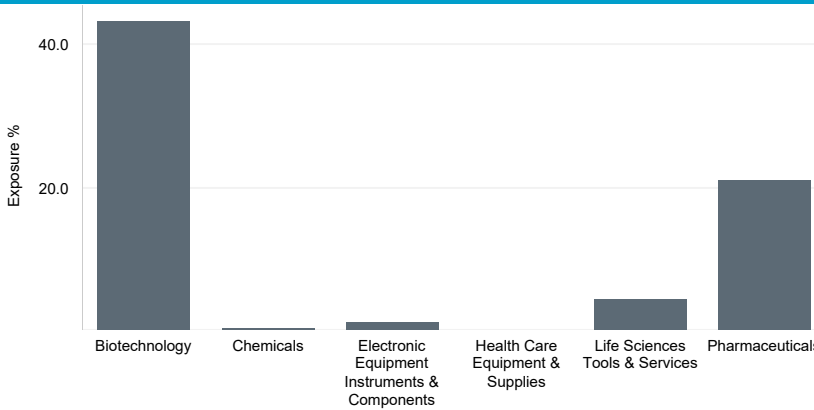 40.0
20.0
Exposure %
Biotechnology
Chemicals
Electronic
Equipment
Instruments &
Components
Health Care
Equipment &
Supplies
Life Sciences
Tools & Services
Pharmaceuticals